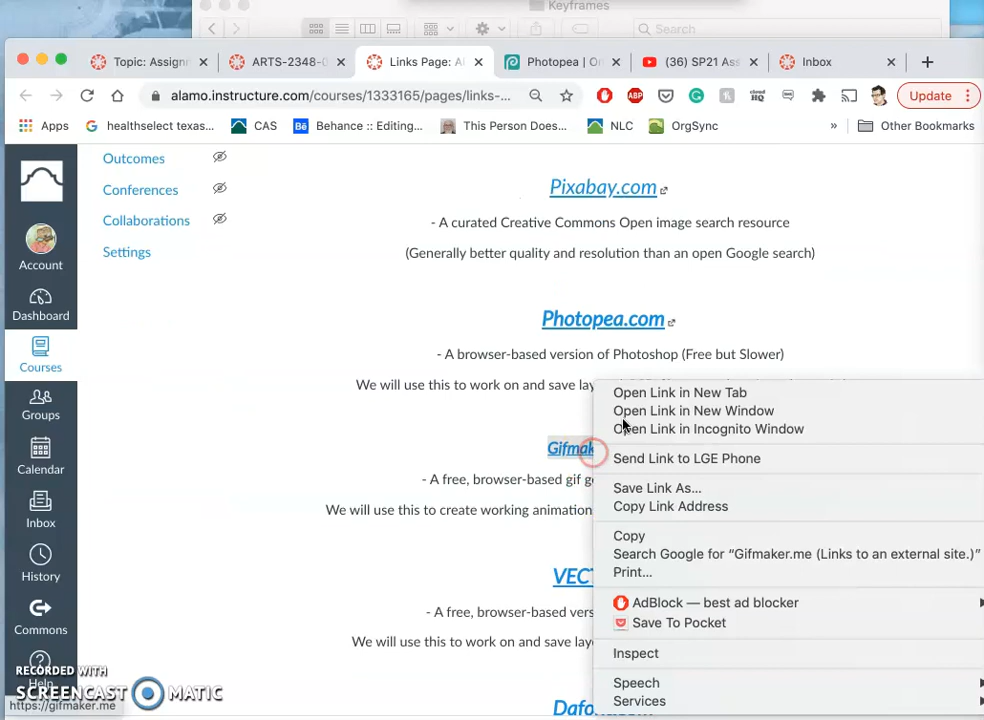 Keyframes
Search
Topic: Assignm
ARTS-2348-0
Links Page: A
Photopea | On
(36) SP21 Ass
Inbox
alamo.instructure.com/courses/1333165/pages/links-...
Update
Apps
healthselect texas...
CAS
Behance :: Editing...
This Person Does...
NLC
OrgSync
»
Other Bookmarks
Outcomes
Conferences
Collaborations
Settings
Account
Dashboard
Courses
Groups
Calendar
Inbox
History
Commons
Help
Pixabay.com
- A curated Creative Commons Open image search resource
(Generally better quality and resolution than an open Google search)
Photopea.com
- A browser-based version of Photoshop (Free but Slower)
We will use this to work on and save lay
Gifmak
- A free, browser-based gif g
We will use this to create working animation
VECT
- A free, browser-based vers
We will use this to work on and save laye
Dafon
Open Link in New Tab
Open Link in New Window
Open Link in Incognito Window
Send Link to LGE Phone
Save Link As...
Copy Link Address
Copy
Search Google for “Gifmaker.me (Links to an external site.)”
Print...
AdBlock — best ad blocker
Save To Pocket
Inspect
Speech
Services
RECORDED WITH
SCREENCAST MATIC
https://gifmaker.me